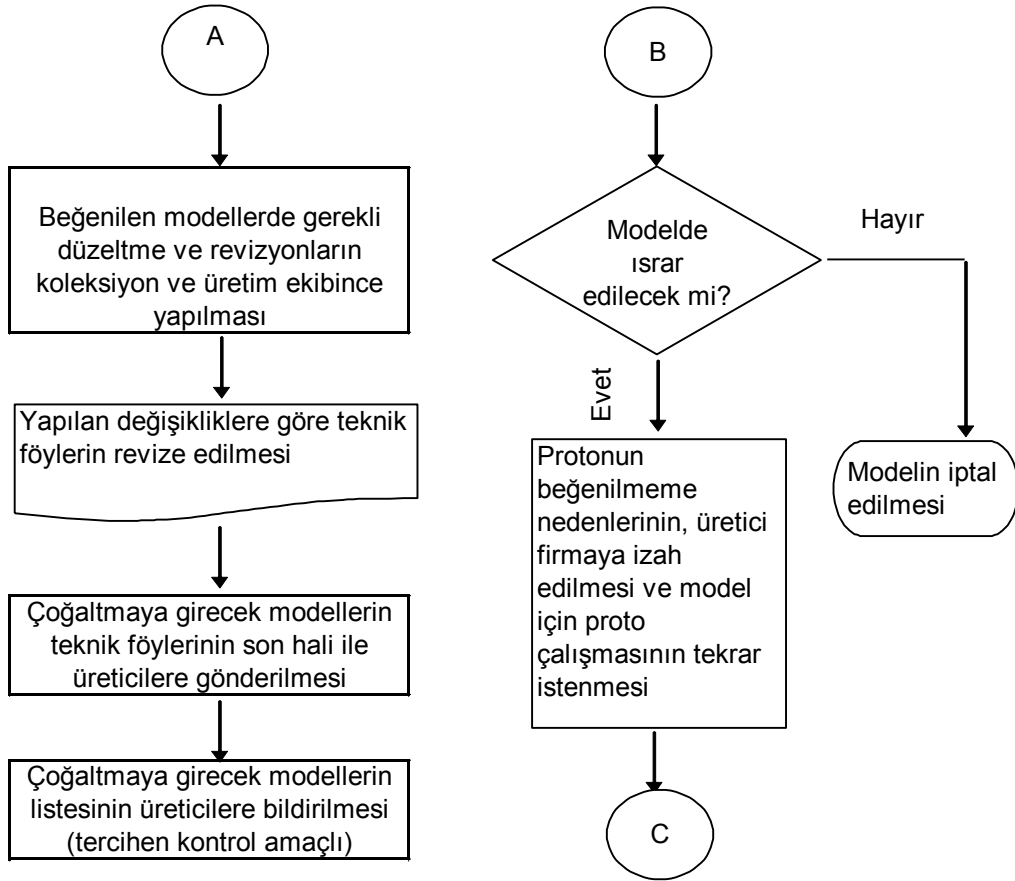 A
Beğenilen modellerde gerekli
düzeltme ve revizyonların
koleksiyon ve üretim ekibince
yapılması
Yapılan değişikliklere göre teknik
föylerin revize edilmesi
Çoğaltmaya girecek modellerin
teknik föylerinin son hali ile
üreticilere gönderilmesi
Çoğaltmaya girecek modellerin
listesinin üreticilere bildirilmesi
(tercihen kontrol amaçlı)
B
Modelde
ısrar
edilecek mi?
Hayır
Evet
Protonun
beğenilmeme
nedenlerinin, üretici
firmaya izah
edilmesi ve model
için proto
çalışmasının tekrar
istenmesi
Modelin iptal
edilmesi
C